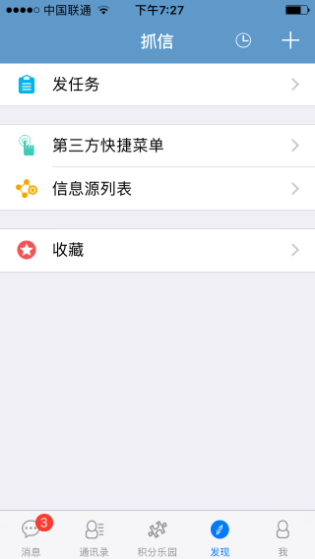 中国联通 下午7:27
抓信
发任务
第三方快捷菜单
信息源列表
收藏
3
消息 通讯录 积分乐园 发现 我